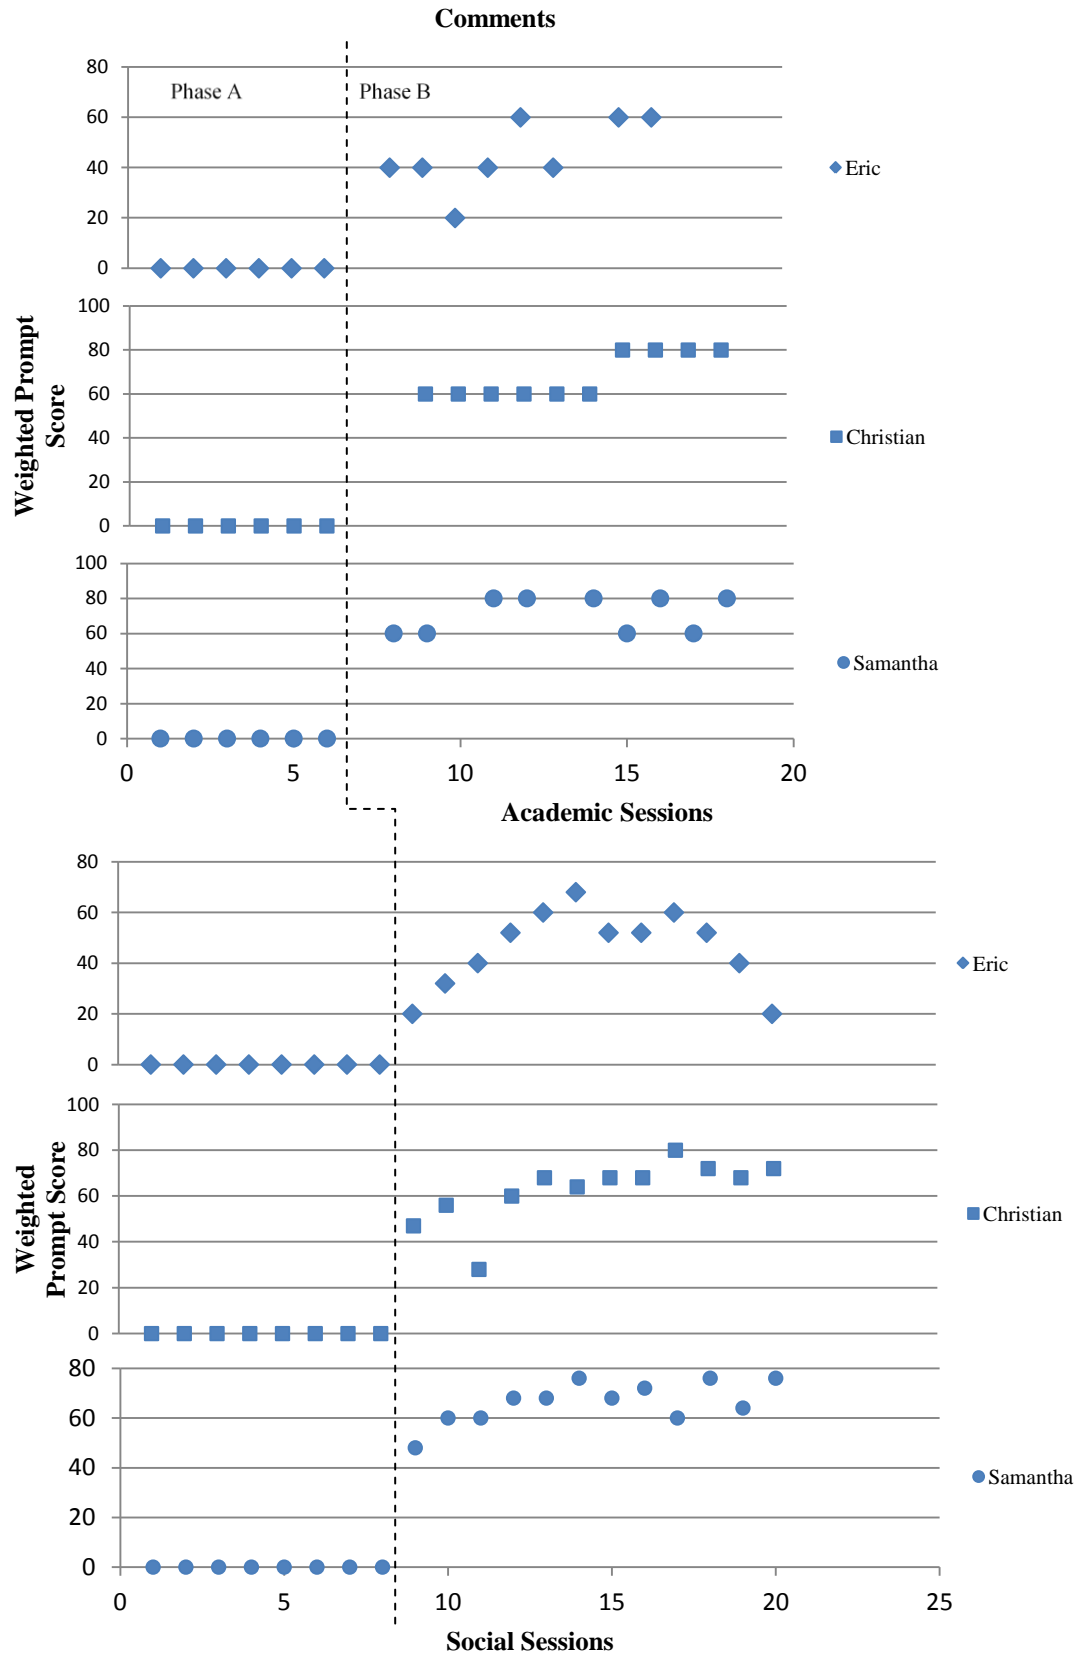 Comments
80
Phase A
Phase B
60
40
Eric
20
0
Weighted Prompt
Score
100
80
60
40
Christian
20
0
100
80
60
40
Samantha
20
0
0 5 10 15 20
Academic Sessions
80
60
40
Eric
20
0
Weighted
Prompt Score
100
80
60
40
Christian
20
0
80
60
40
Samantha
20
0
0 5 10 15 20 25
Social Sessions